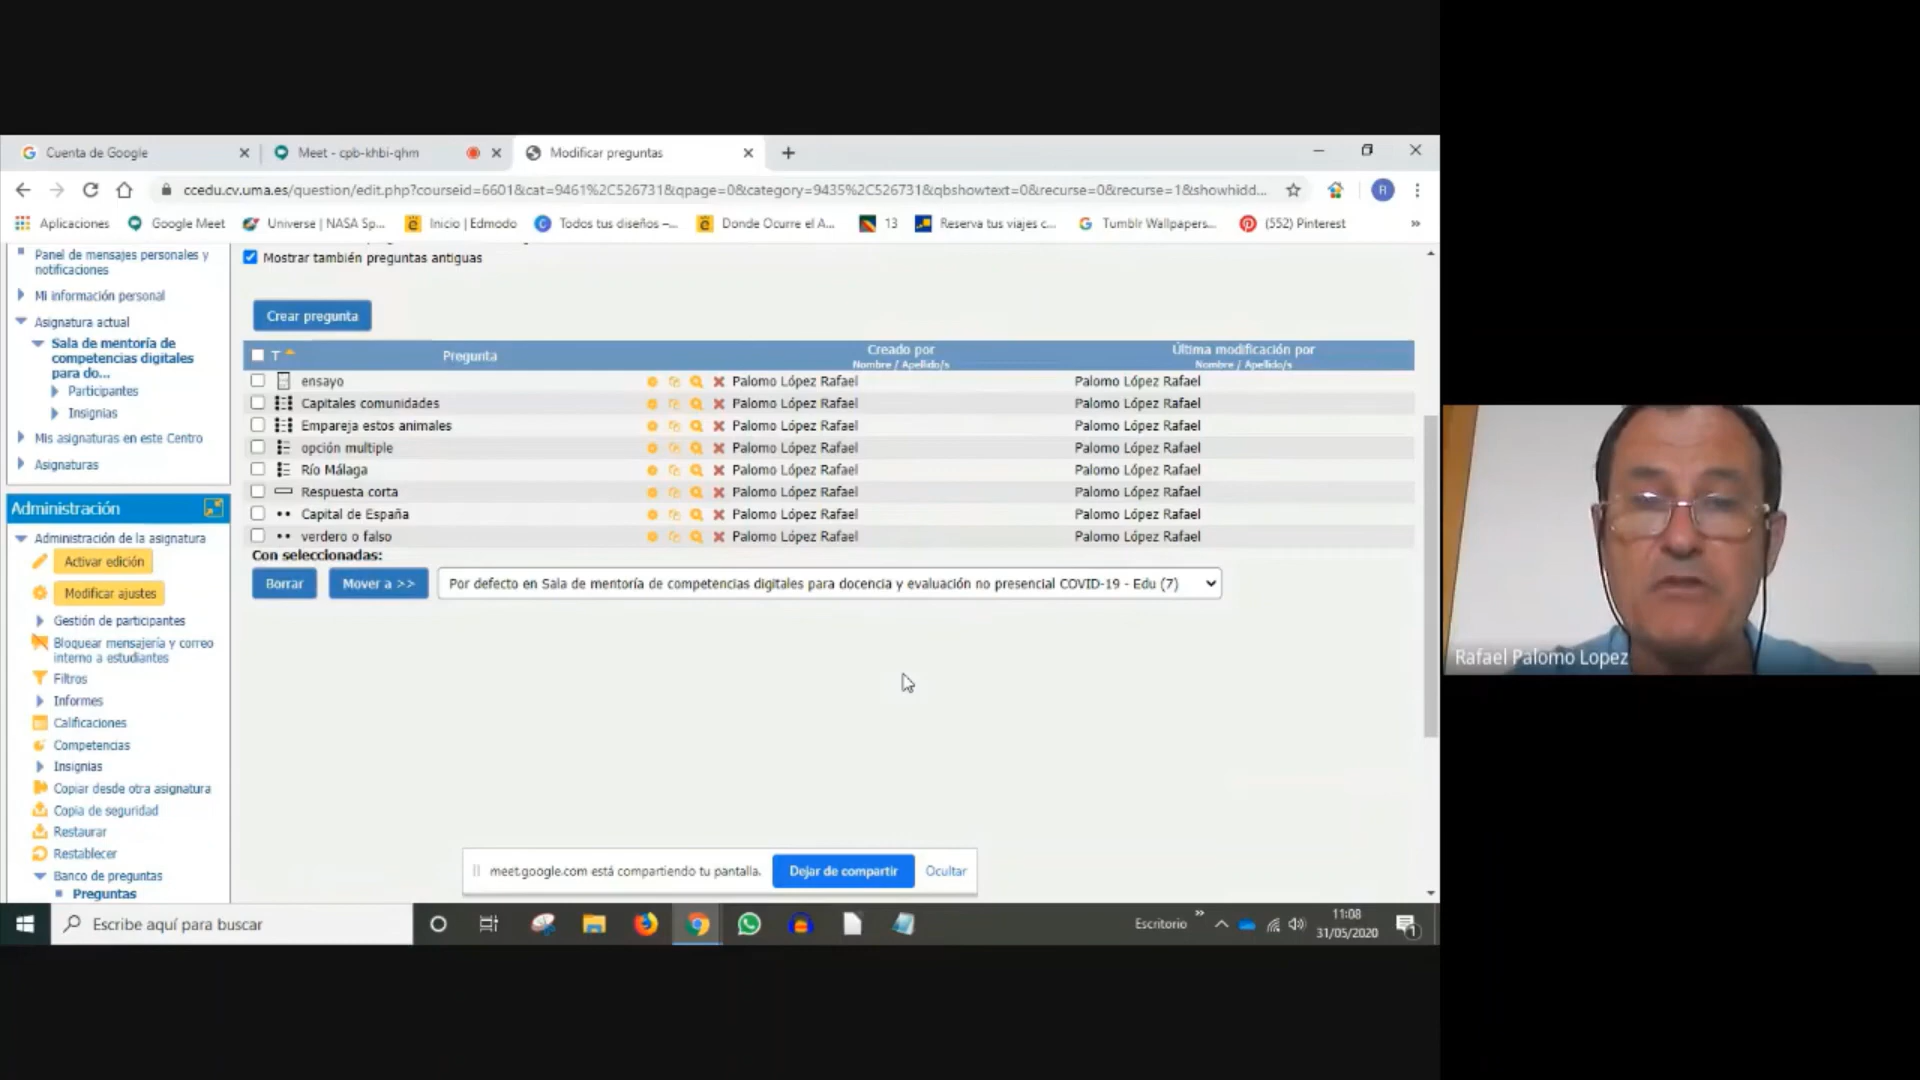 Cuenta de Google
Meet - cpb-khbi-qhm
Modificar preguntas
ccedu.cv.uma.es/question/edit.php?courseid=6601&cat=9461%2C526731&qpage=0&category=9435%2C526731&qbshowtext=0&recurse=0&recurse=1&showhidd...
Aplicaciones
Google Meet
Universe | NASA Sp...
Inicio | Edmodo
Todos tus diseños –...
Donde Ocurre el A...
13
Reserva tus viajes c...
Tumblr Wallpapers...
(552) Pinterest
»
Panel de mensajes personales y
notificaciones
Mi información personal
Asignatura actual
Sala de mentoría de
competencias digitales
para do...
Participantes
Insignias
Mis asignaturas en este Centro
Asignaturas
Administración
Administración de la asignatura
Activar edición
Modificar ajustes
Gestión de participantes
Bloquear mensajería y correo
interno a estudiantes
Filtros
Informes
Calificaciones
Competencias
Insignias
Copiar desde otra asignatura
Copia de seguridad
Restaurar
Restablecer
Banco de preguntas
Preguntas
Mostrar también preguntas antiguas
Crear pregunta
T Pregunta Creado por Última modificación por
Nombre / Apellido/s Nombre / Apellido/s
ensayo Palomo López Rafael Palomo López Rafael
Capitales comunidades Palomo López Rafael Palomo López Rafael
Empareja estos animales Palomo López Rafael Palomo López Rafael
opción multiple Palomo López Rafael Palomo López Rafael
Río Málaga Palomo López Rafael Palomo López Rafael
Respuesta corta Palomo López Rafael Palomo López Rafael
Capital de España Palomo López Rafael Palomo López Rafael
verdero o falso Palomo López Rafael Palomo López Rafael
Con seleccionadas:
Borrar
Mover a >>
Por defecto en Sala de mentoría de competencias digitales para docencia y evaluación no presencial COVID-19 - Edu (7)
meet.google.com está compartiendo tu pantalla.
Dejar de compartir
Ocultar
Rafael Palomo Lopez
Escribe aquí para buscar
Escritorio
»
11:08
31/05/2020
1